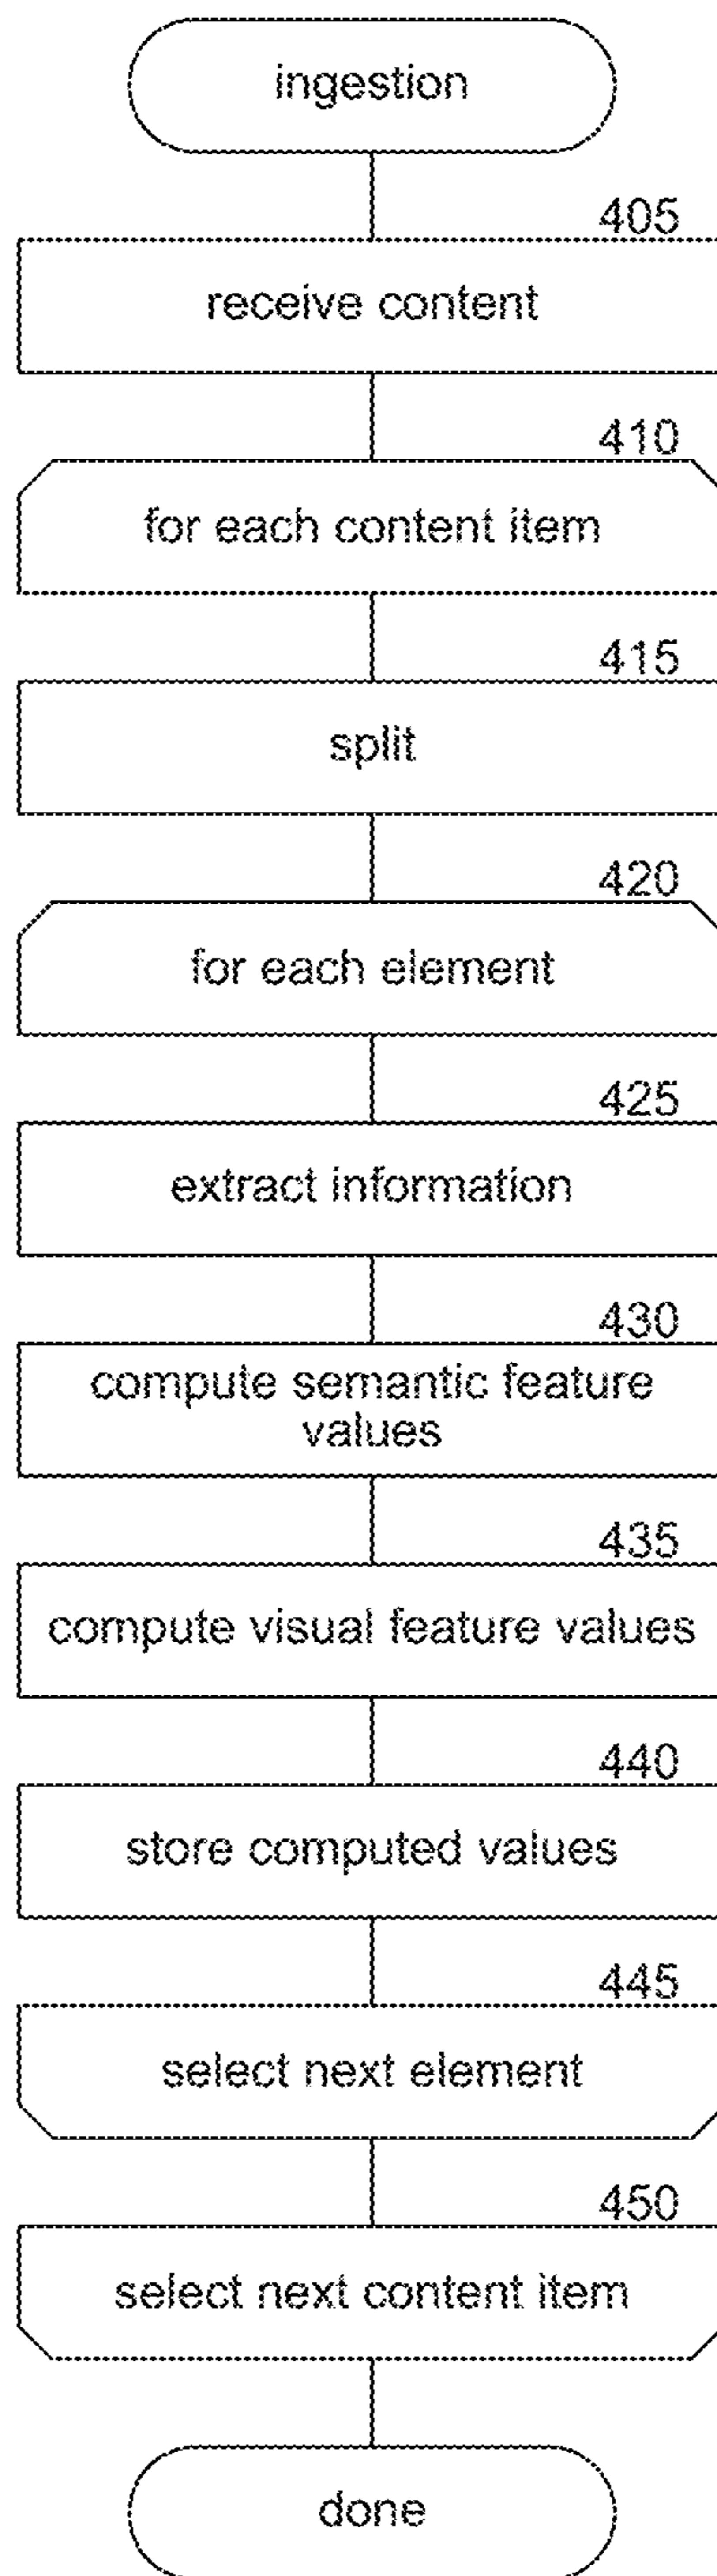 ingestion
405
receive content
410
for each content item
415
split
420
for each element
425
extract information
430
compute semantic feature
values
435
compute visual feature values
440
store computed values
445
select next element
450
select next content item
done